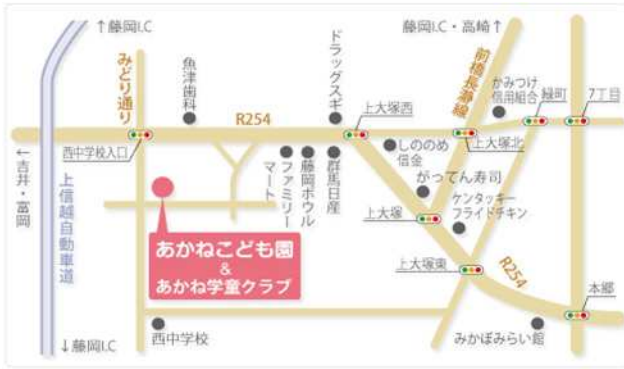 ↑藤岡I.C
藤岡I.C・高崎↑
みどり通り
魚津歯科
ドラッグスギ
前橋長瀞線
かみつけ
信用組合
緑町
7丁目
R254
上大塚西
西中学校入口
しののめ
信金
上大塚北
←吉井・富岡
上信越自動車道
ファミリー
マート
藤岡ボウル
群馬日産
がってん寿司
ケンタッキー
フライドチキン
上大塚
あかねこども園
&
あかね学童クラブ
上大塚東
R254
本郷
西中学校
みかぼみらい館
↓藤岡I.C